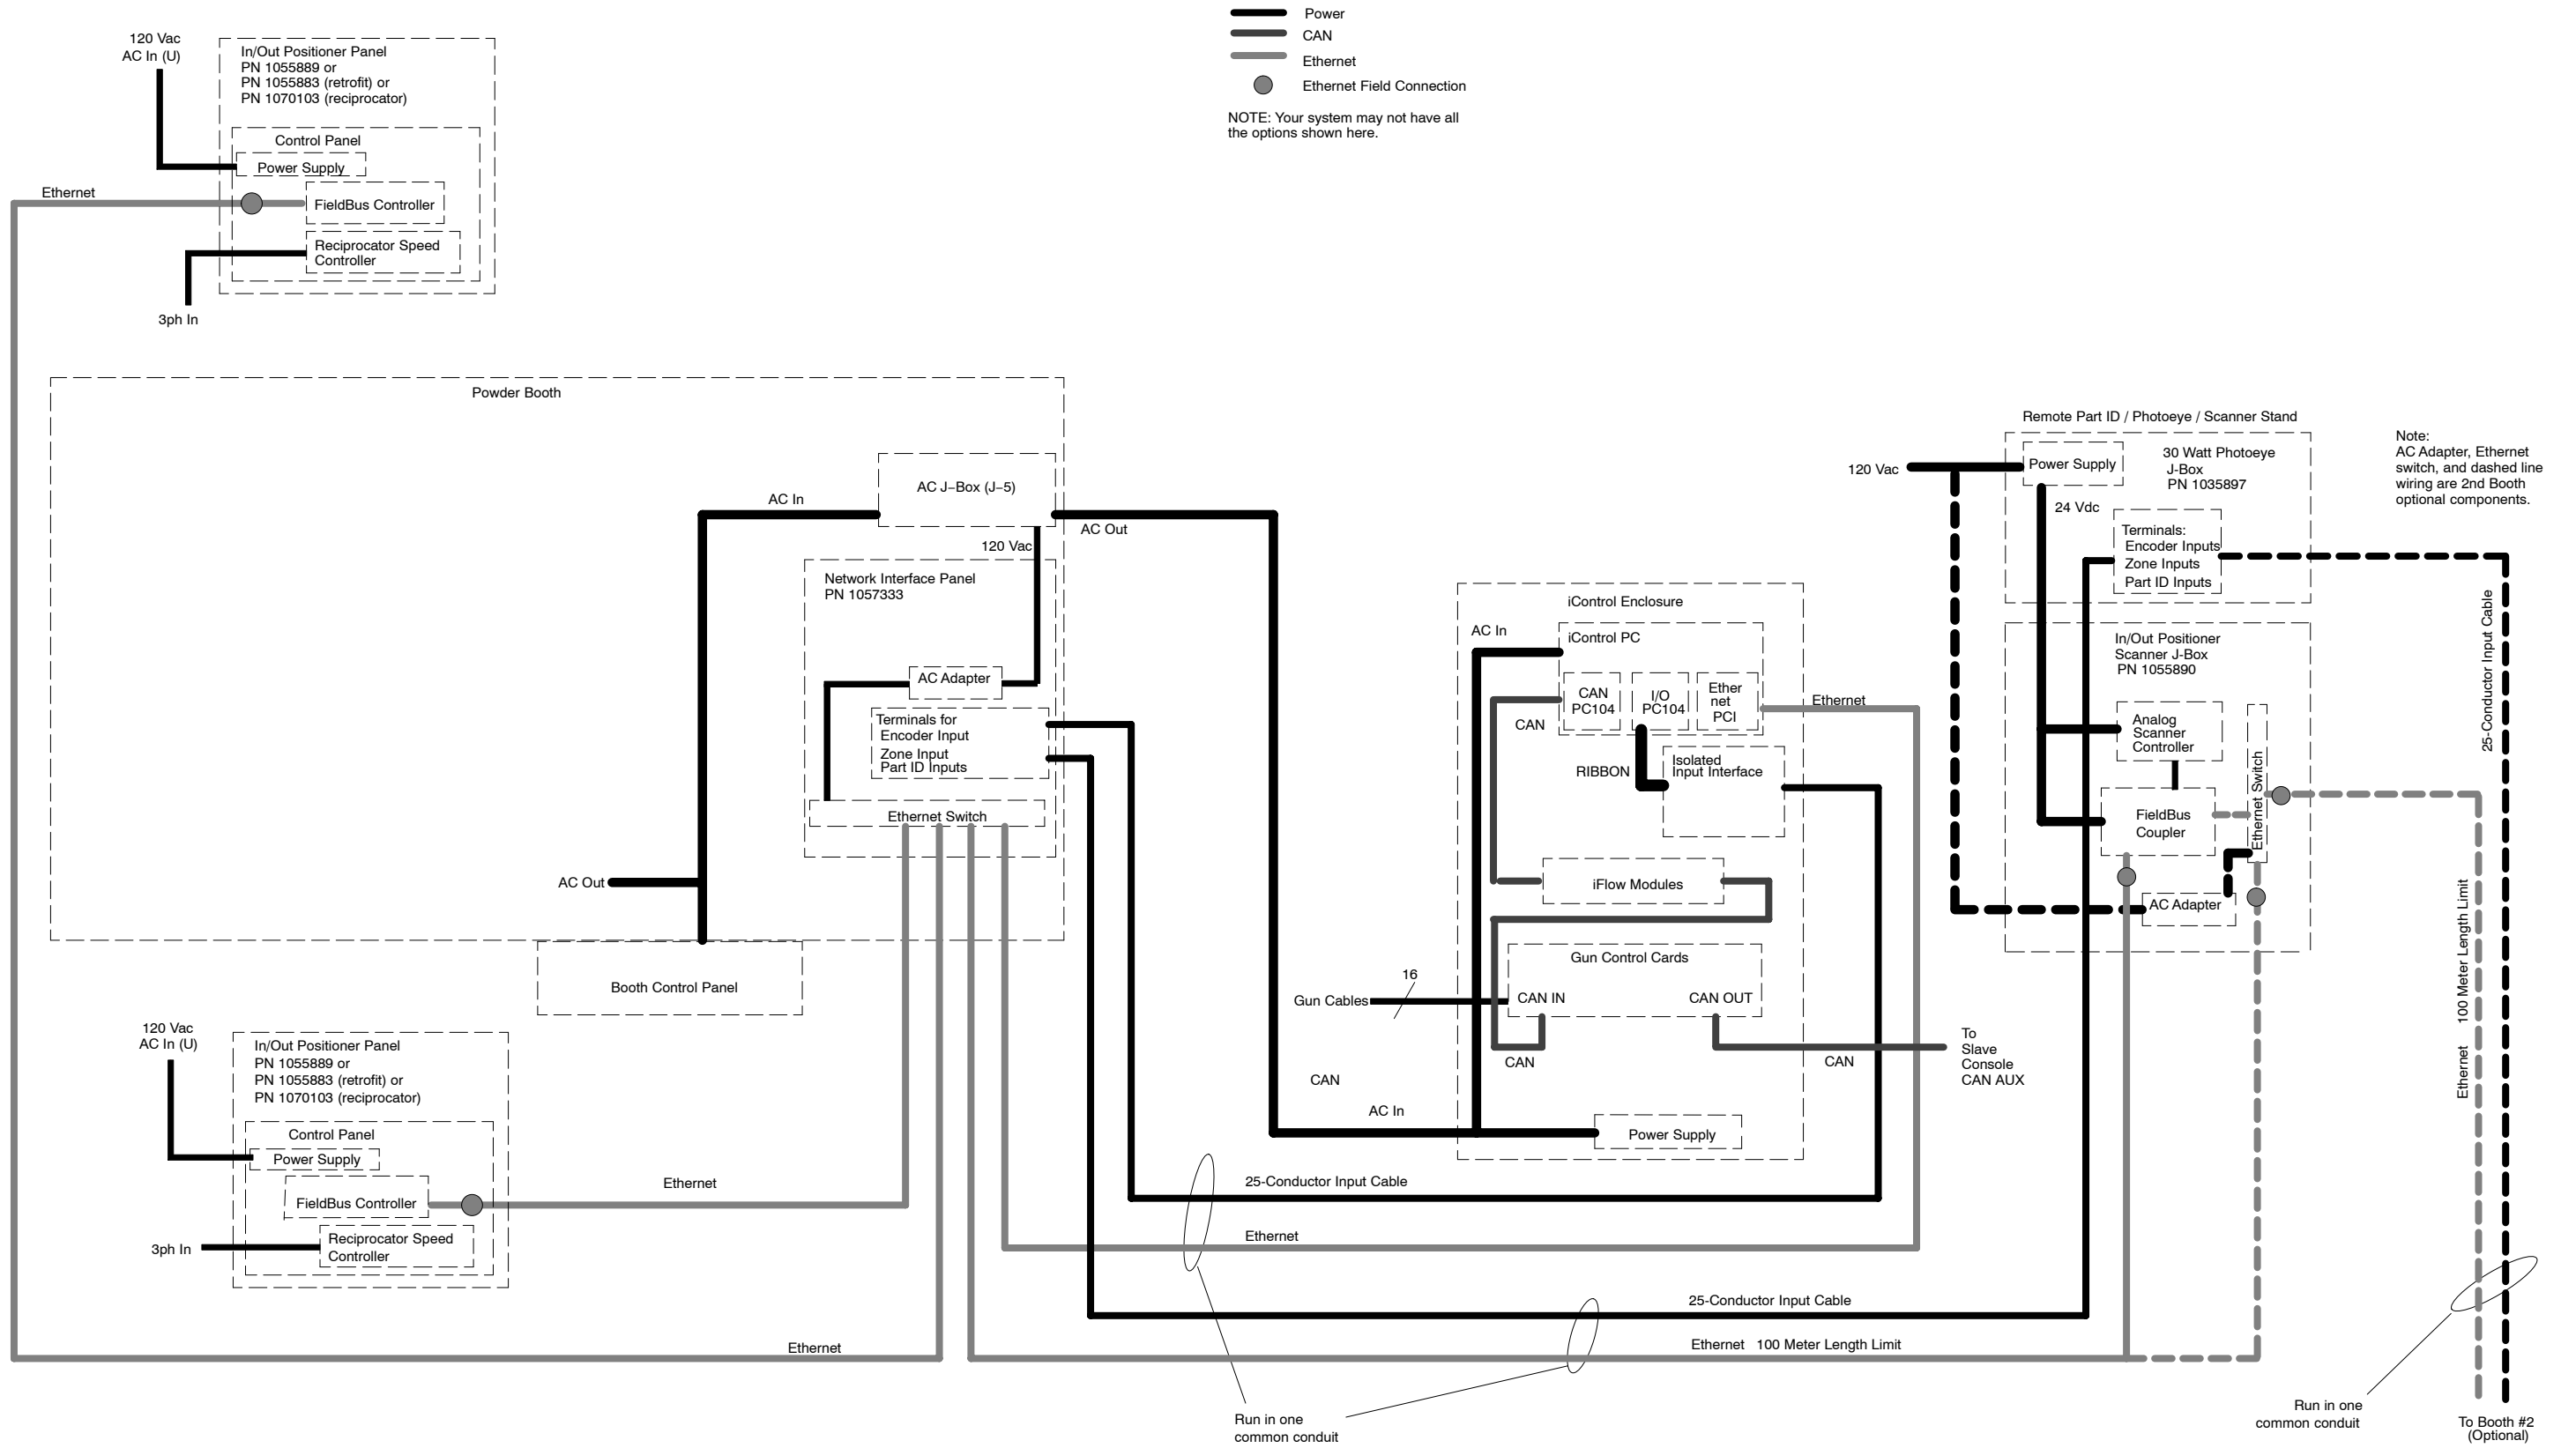 Power
CAN
Ethernet
Ethernet Field Connection
NOTE: Your system may not have all
the options shown here.
120 Vac
AC In (U)
In/Out Positioner Panel
PN 1055889 or
PN 1055883 (retrofit) or
PN 1070103 (reciprocator)
Control Panel
Power Supply
Ethernet
FieldBus Controller
Reciprocator Speed
Controller
3ph In
Powder Booth
AC J–Box (J–5)
AC In
AC Out
120 Vac
Network Interface Panel
PN 1057333
AC Adapter
Terminals for
Encoder Input
Zone Input
Part ID Inputs
Ethernet Switch
AC Out
Booth Control Panel
120 Vac
AC In (U)
In/Out Positioner Panel
PN 1055889 or
PN 1055883 (retrofit) or
PN 1070103 (reciprocator)
Control Panel
Power Supply
FieldBus Controller
Ethernet
Reciprocator Speed
Controller
3ph In
Ethernet
iControl Enclosure
AC In
iControl PC
CAN
PC104
I/O
PC104
Ether
net
PCI
Ethernet
CAN
RIBBON
Isolated
Input Interface
iFlow Modules
Gun Control Cards
16
Gun Cables
CAN IN
CAN OUT
CAN
CAN
To
Slave
Console
CAN AUX
CAN
AC In
Power Supply
25-Conductor Input Cable
Ethernet
25-Conductor Input Cable
Ethernet 100 Meter Length Limit
Run in one
common conduit
Remote Part ID / Photoeye / Scanner Stand
120 Vac
Power Supply
30 Watt Photoeye
J-Box
PN 1035897
24 Vdc
Terminals:
Encoder Inputs
Zone Inputs
Part ID Inputs
Note:
AC Adapter, Ethernet
switch, and dashed line
wiring are 2nd Booth
optional components.
In/Out Positioner
Scanner J-Box
PN 1055890
Analog
Scanner
Controller
FieldBus
Coupler
Ethernet Switch
AC Adapter
25-Conductor Input Cable
Ethernet 100 Meter Length Limit
Run in one
common conduit
To Booth #2
(Optional)